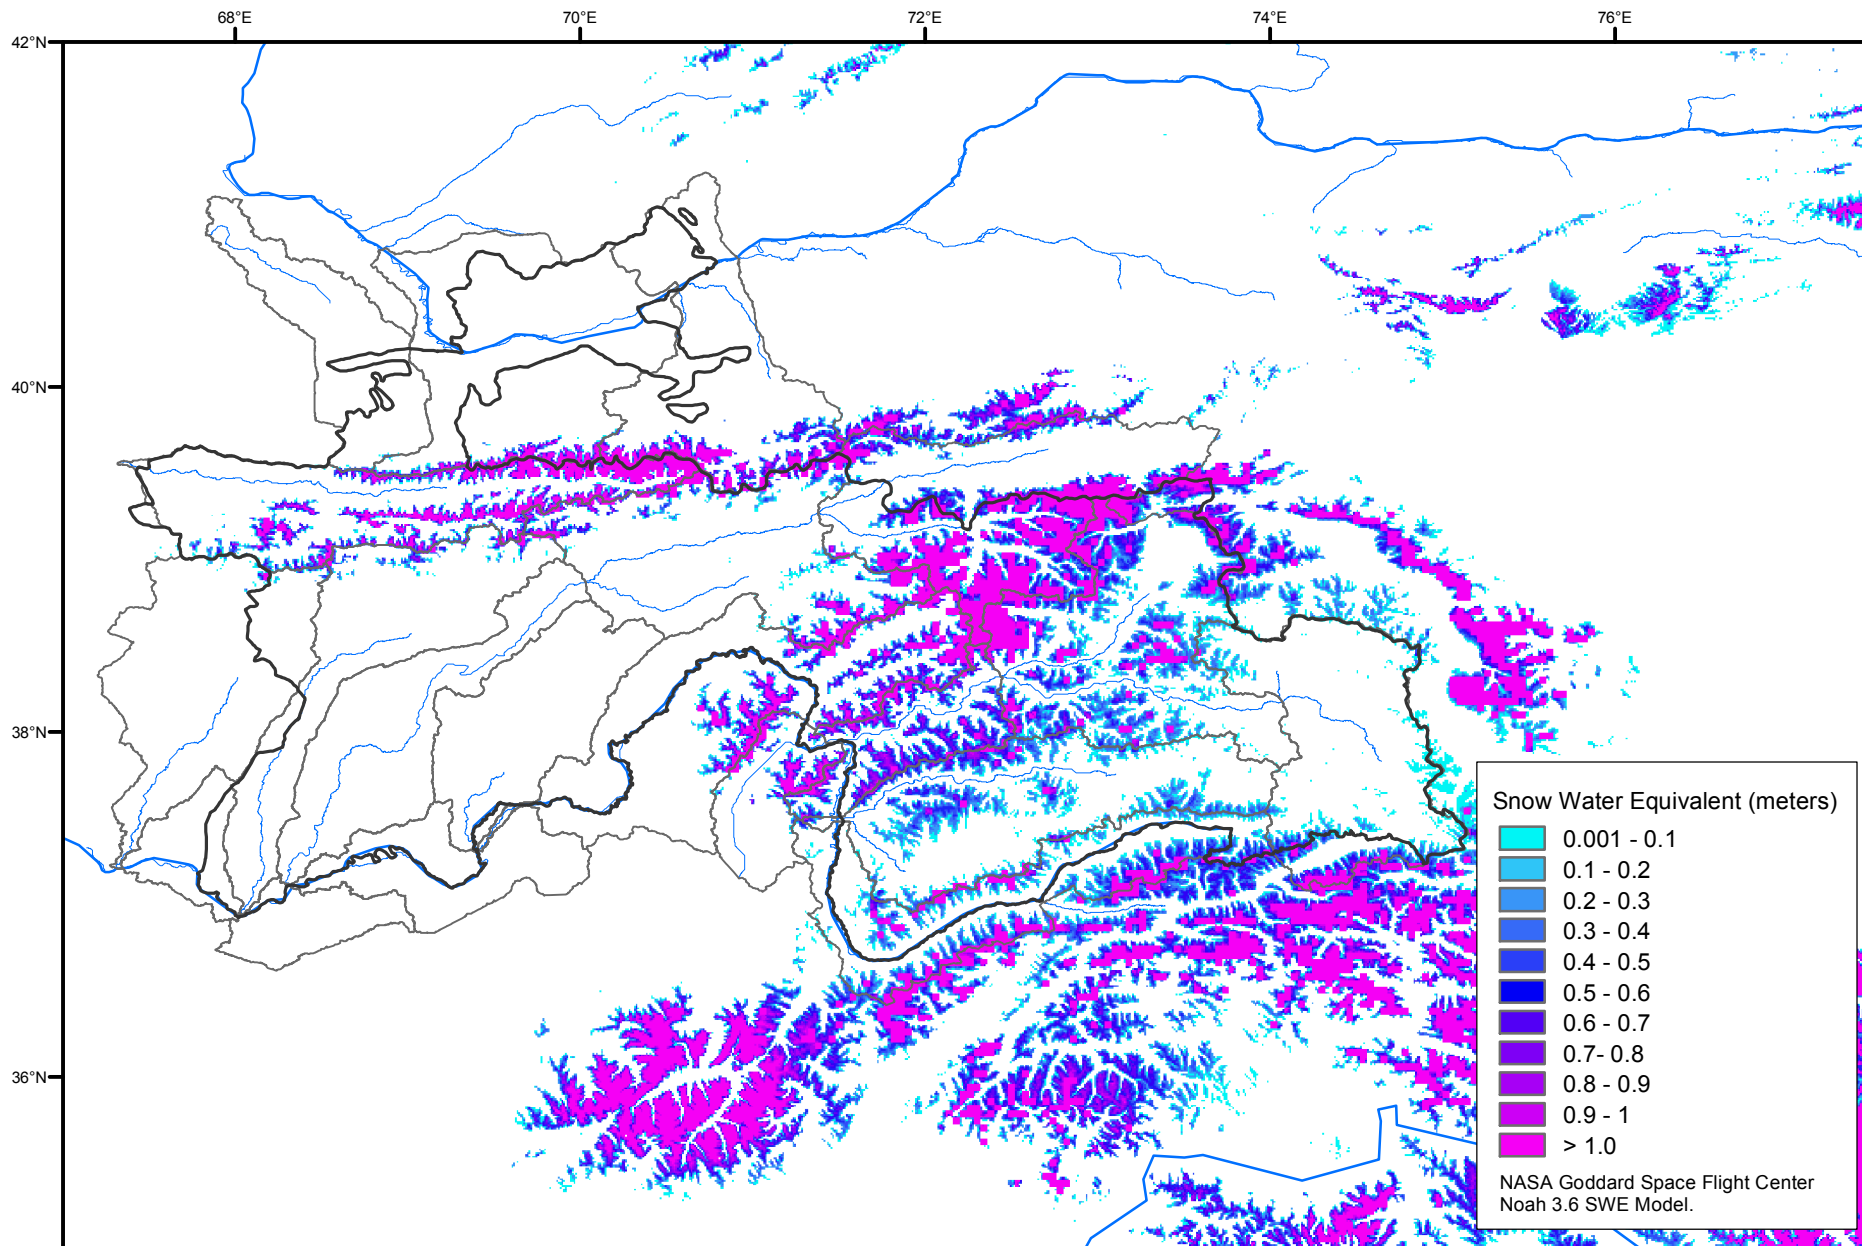 68°E
70°E
72°E
74°E
76°E
42°N
40°N
38°N
36°N
Snow Water Equivalent (meters)
0.001 - 0.1
0.1 - 0.2
0.2 - 0.3
0.3 - 0.4
0.4 - 0.5
0.5 - 0.6
0.6 - 0.7
0.7- 0.8
0.8 - 0.9
0.9 - 1
> 1.0
NASA Goddard Space Flight Center
Noah 3.6 SWE Model.